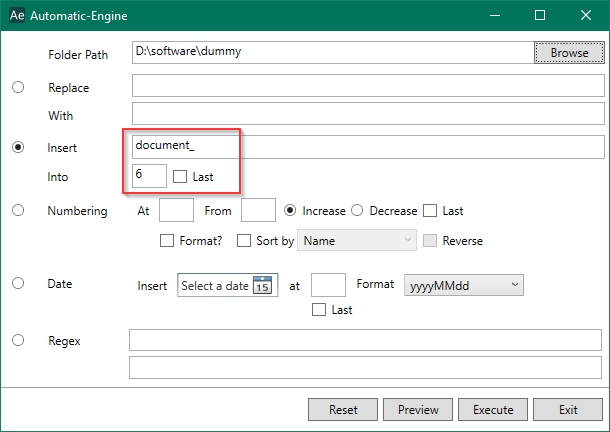 Ae Automatic-Engine
Folder Path D:\software\dummy Browse
Replace
With
Insert document_
Into 6 Last
Numbering At From Increase Decrease Last
Format? Sort by Name Reverse
Date Insert Select a date 15 at Format yyyyMMdd
Last
Regex
Reset Preview Execute Exit